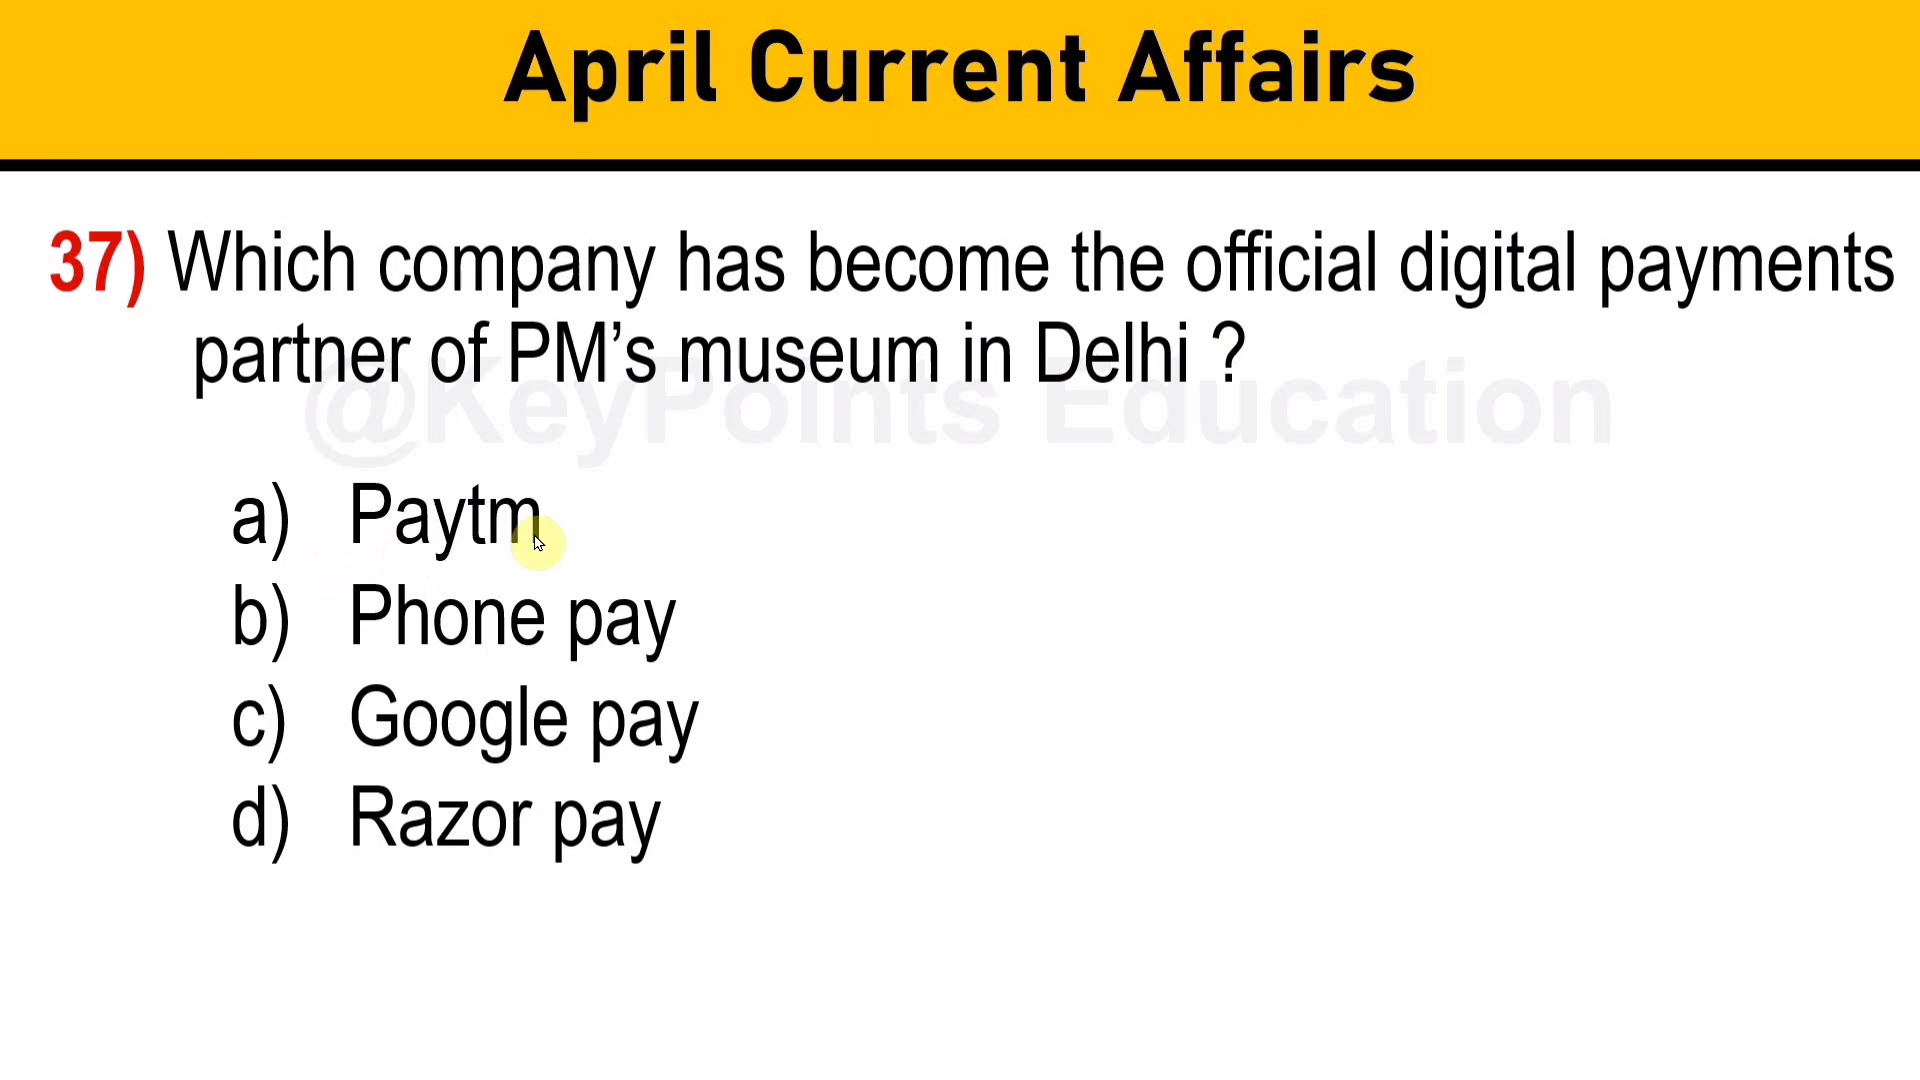 April Current Affairs
37) Which company has become the official digital payments
partner of PM’s museum in Delhi ?
@KeyPoints Education
a) Paytm
b) Phone pay
c) Google pay
d) Razor pay